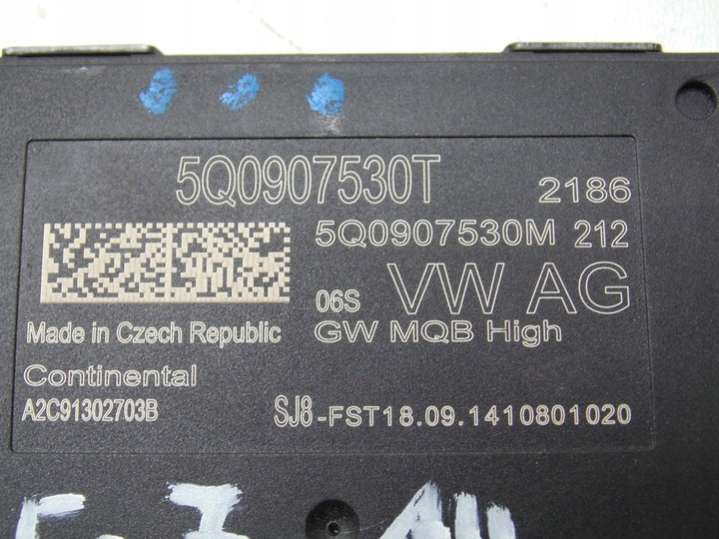 5Q0907530T 2186
5Q0907530M 212
06S VW AG
Made in Czech Republic GW MQB High
Continental
A2C91302703B SJ8-FST18.09.1410801020